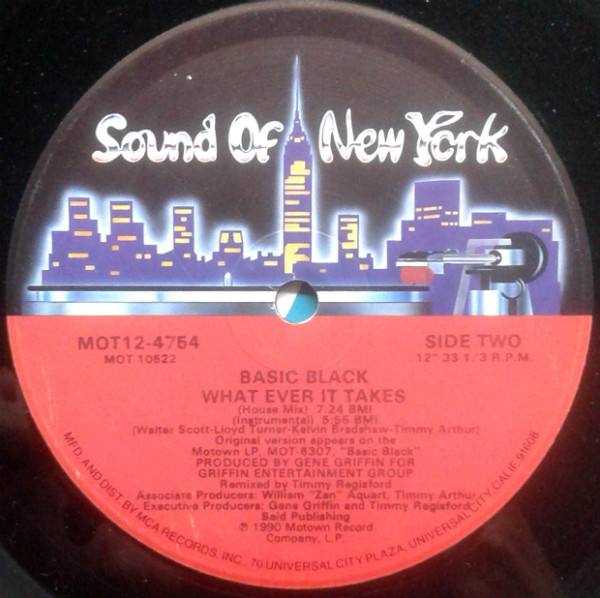 Sound Of New York
MOT12-4754
MOT 10522
SIDE TWO
12" 33 1/3 R.P.M.
BASIC BLACK
WHAT EVER IT TAKES
(House Mix) 7:24 BMI
(Instrumental) 5:55 BMI
(Walter Scott-Lloyd Turner-Kelvin Bradshaw-Timmy Arthur)
Original version appears on the
Motown LP, MOT-6307, "Basic Black"
PRODUCED BY GENE GRIFFIN FOR
GRIFFIN ENTERTAINMENT GROUP
Remixed by Timmy Regisford
Associate Producers: William "Zan" Aquart, Timmy Arthur
Executive Producers: Gene Griffin and Timmy Regisford
Said Publishing
℗ 1990 Motown Record
Company, L.P.
MFD AND DIST BY MCA RECORDS, INC., 70 UNIVERSAL CITY PLAZA, UNIVERSAL CITY, CALIF. 91608